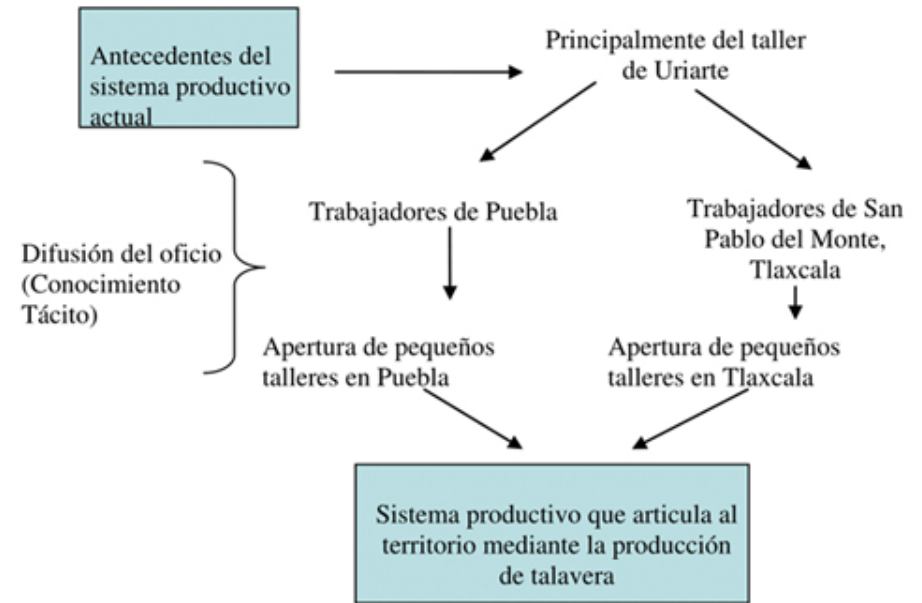 Antecedentes del
sistema productivo
actual
Principalmente del taller
de Uriarte
Difusión del oficio
(Conocimiento
Tácito)
Trabajadores de Puebla
Trabajadores de San
Pablo del Monte,
Tlaxcala
Apertura de pequeños
talleres en Puebla
Apertura de pequeños
talleres en Tlaxcala
Sistema productivo que articula al
territorio mediante la producción
de talavera